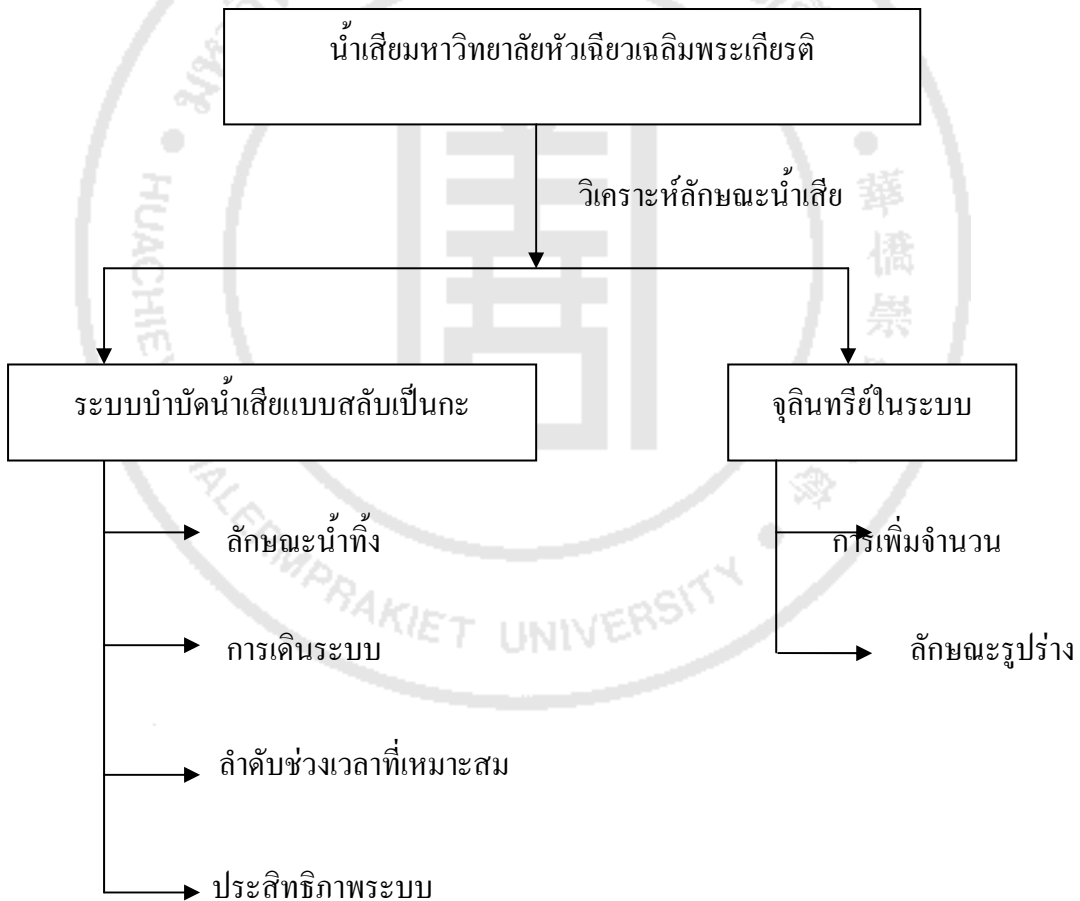 น้ำเสียมหาวิทยาลัยหัวเฉียวเฉลิมพระเกียรติ
วิเคราะห์ลักษณะน้ำเสีย
ระบบบำบัดน้ำเสียแบบสลับเป็นกะ
จุลินทรีย์ในระบบ
ลักษณะน้ำทิ้ง
การเพิ่มจำนวน
การเดินระบบ
ลักษณะรูปร่าง
ลำดับช่วงเวลาที่เหมาะสม
ประสิทธิภาพระบบ
華僑崇
UNIVERSITY